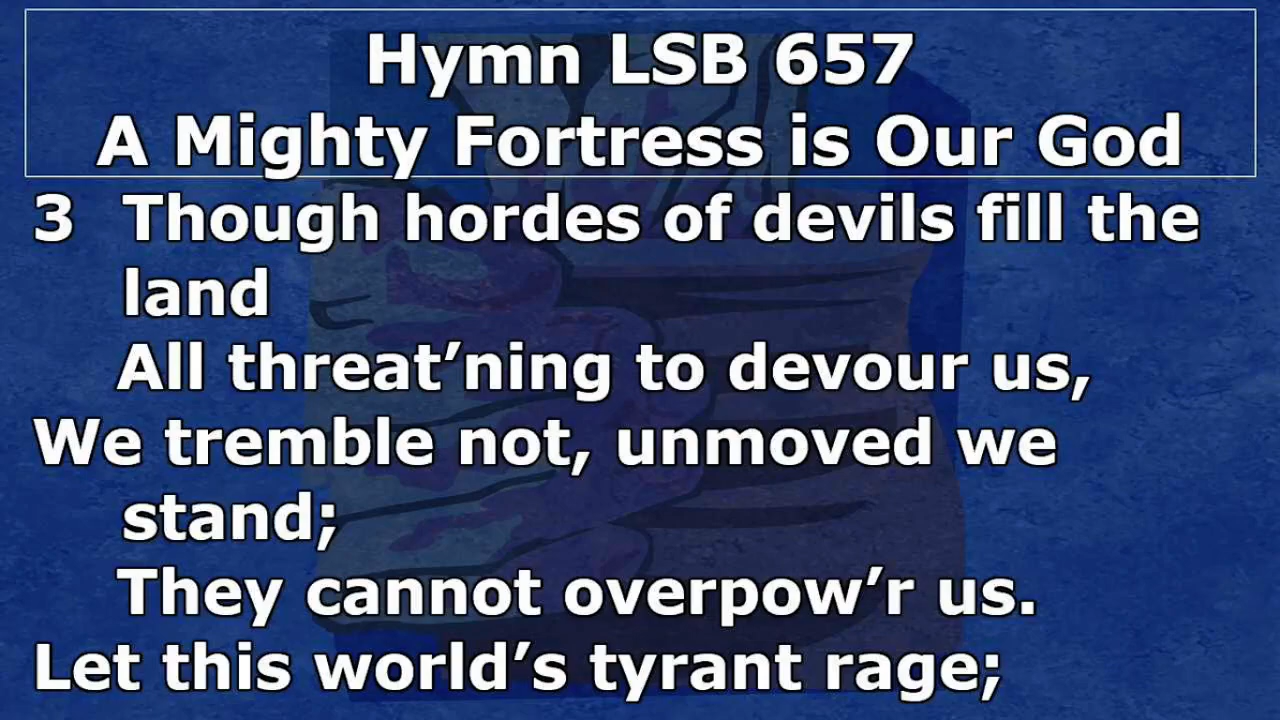 Hymn LSB 657
A Mighty Fortress is Our God
3 Though hordes of devils fill the
land
All threat’ning to devour us,
We tremble not, unmoved we
stand;
They cannot overpow’r us.
Let this world’s tyrant rage;